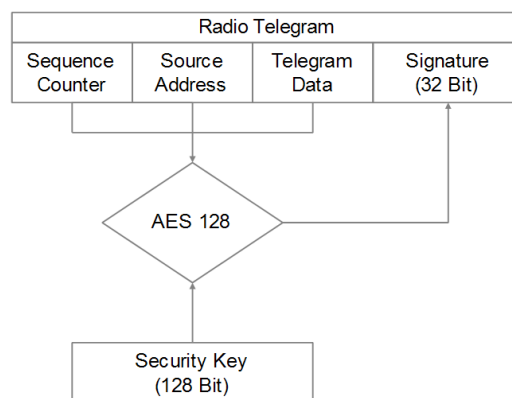 Radio Telegram
Sequence Counter
Source Address
Telegram Data
Signature (32 Bit)
AES 128
Security Key
(128 Bit)